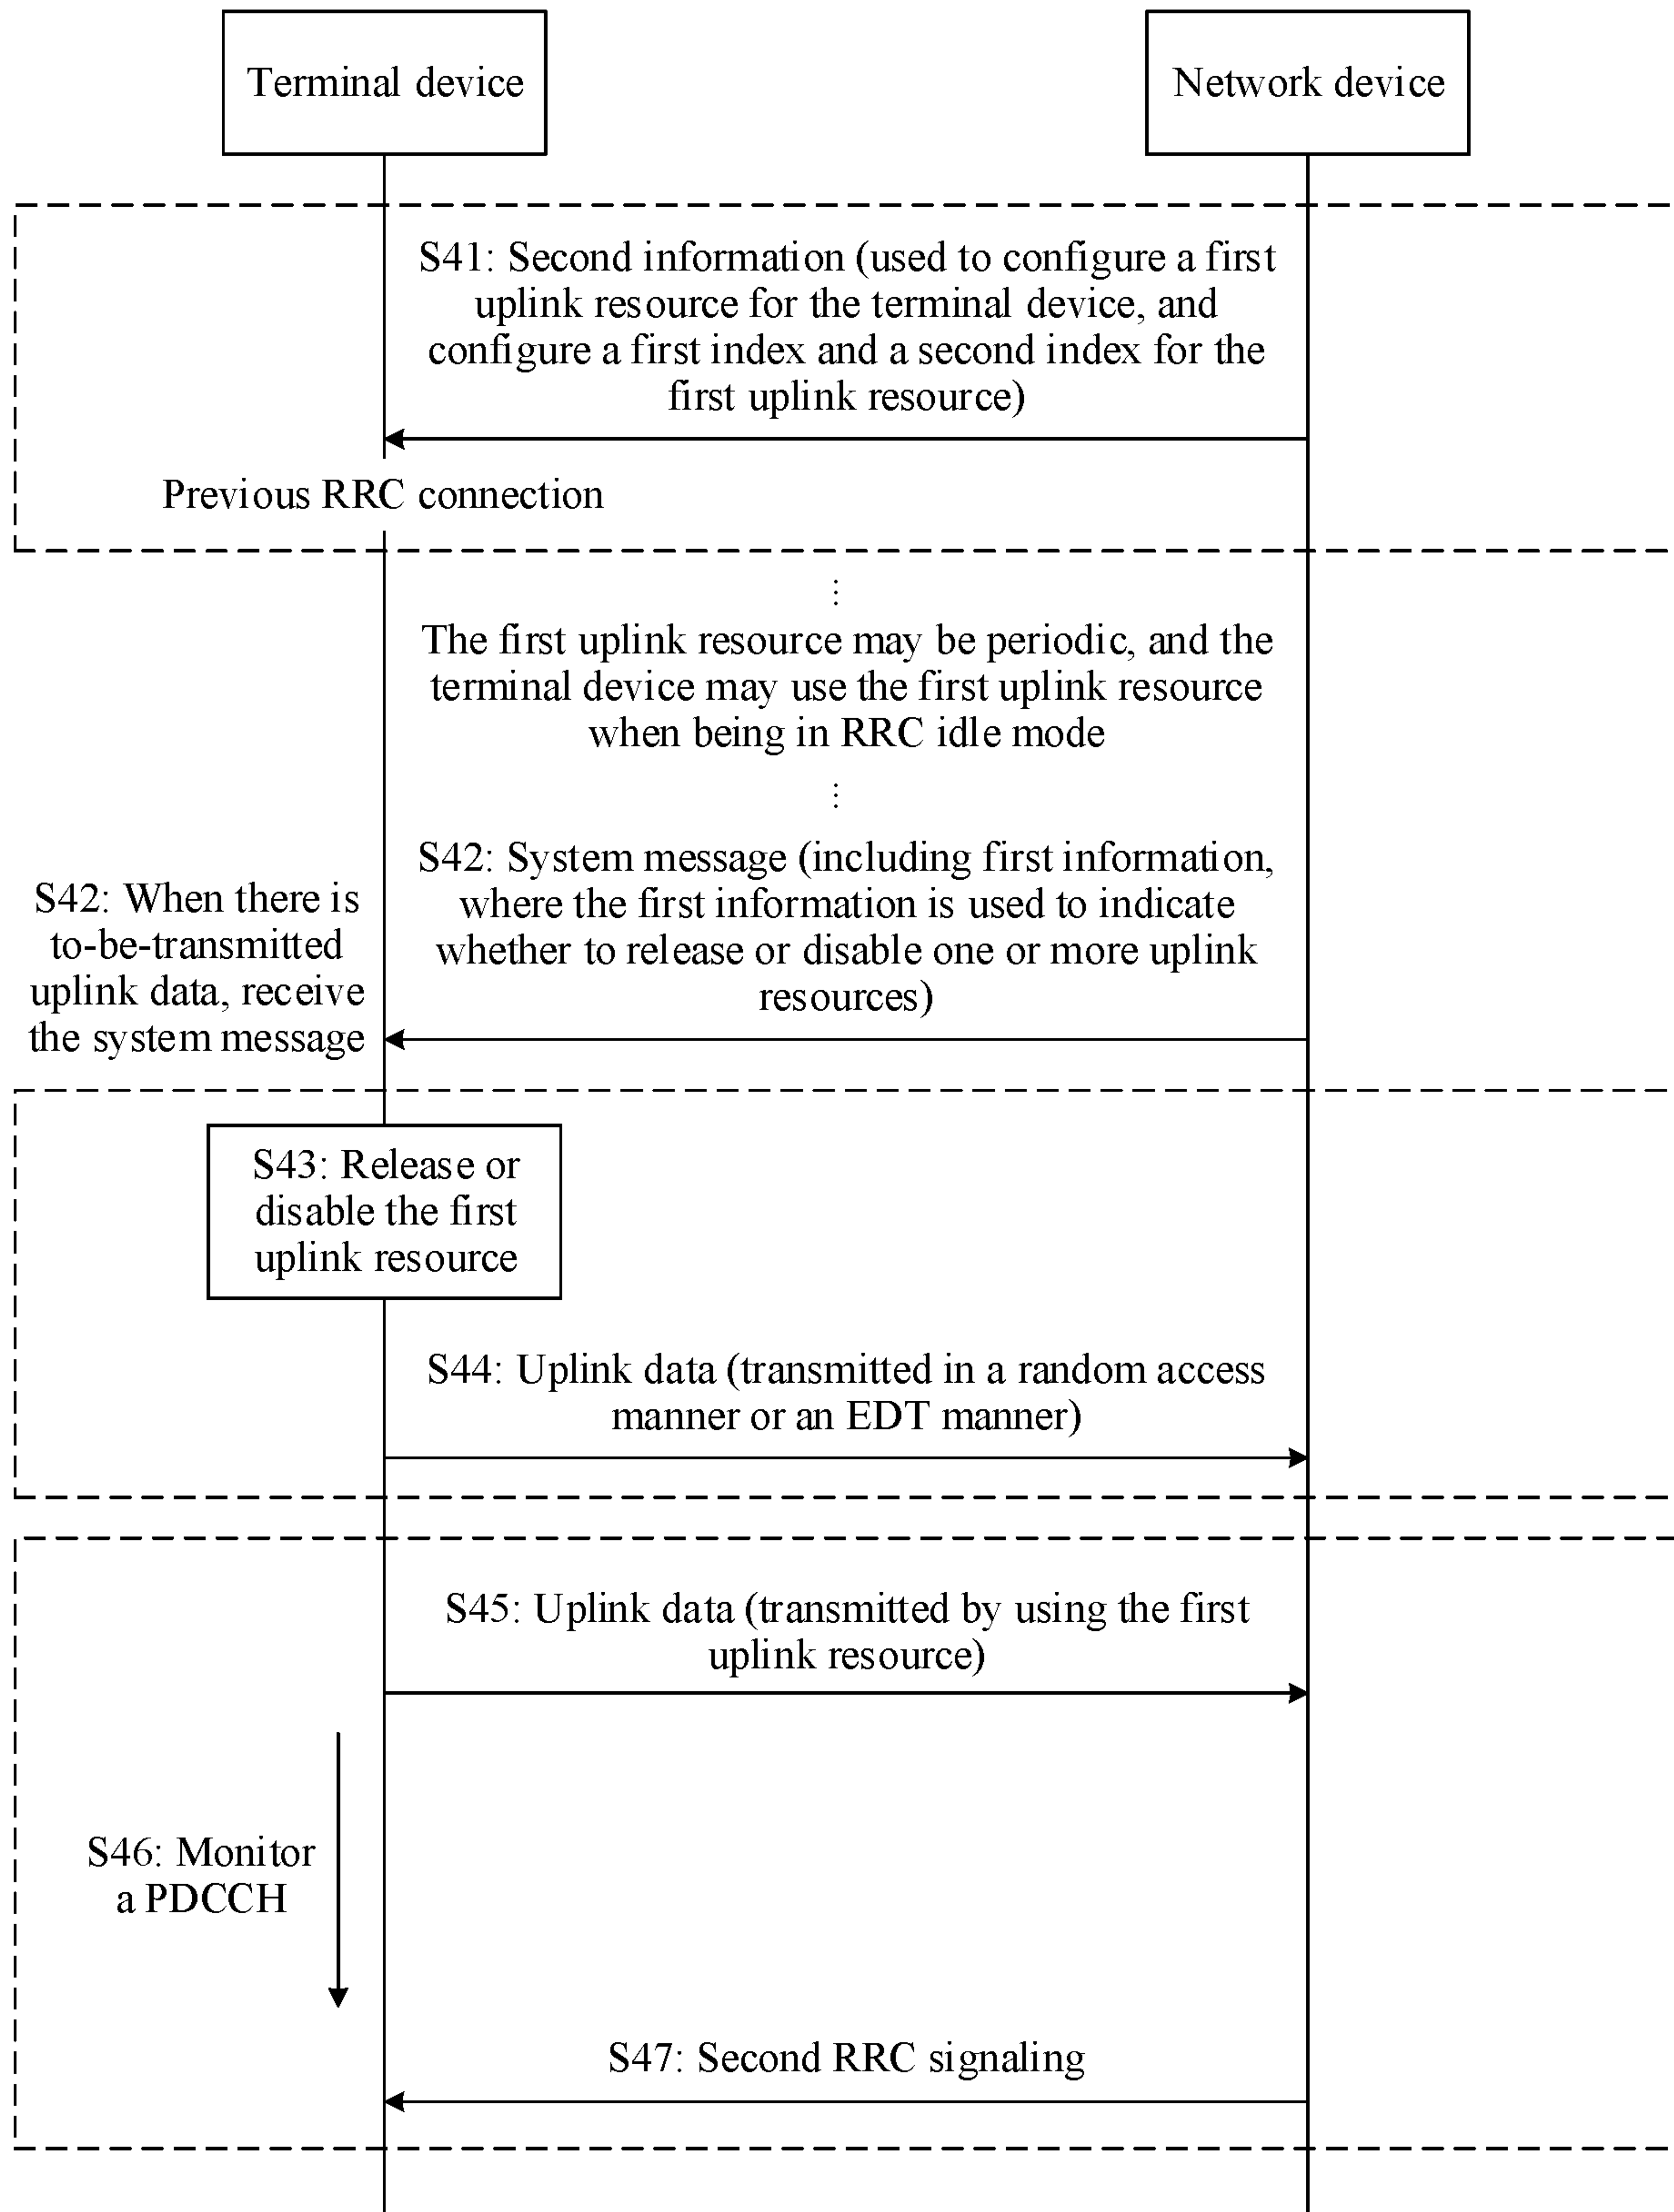 Terminal device
Network device
S41: Second information (used to configure a first
uplink resource for the terminal device, and
configure a first index and a second index for the
first uplink resource)
Previous RRC connection
⋮
The first uplink resource may be periodic, and the
terminal device may use the first uplink resource
when being in RRC idle mode
⋮
S42: System message (including first information,
where the first information is used to indicate
whether to release or disable one or more uplink
resources)
S42: When there is
to-be-transmitted
uplink data, receive
the system message
S43: Release or
disable the first
uplink resource
S44: Uplink data (transmitted in a random access
manner or an EDT manner)
S45: Uplink data (transmitted by using the first
uplink resource)
S46: Monitor
a PDCCH
S47: Second RRC signaling